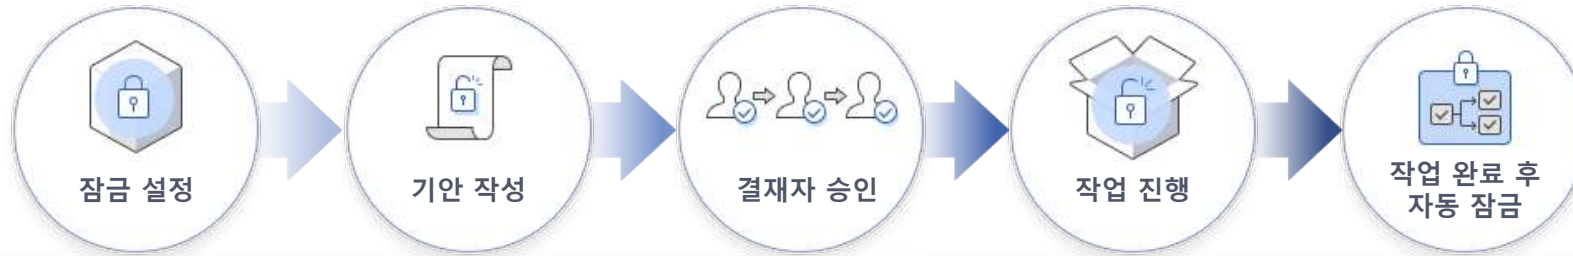 잠금 설정
기안 작성
결재자 승인
작업 진행
작업 완료 후
자동 잠금